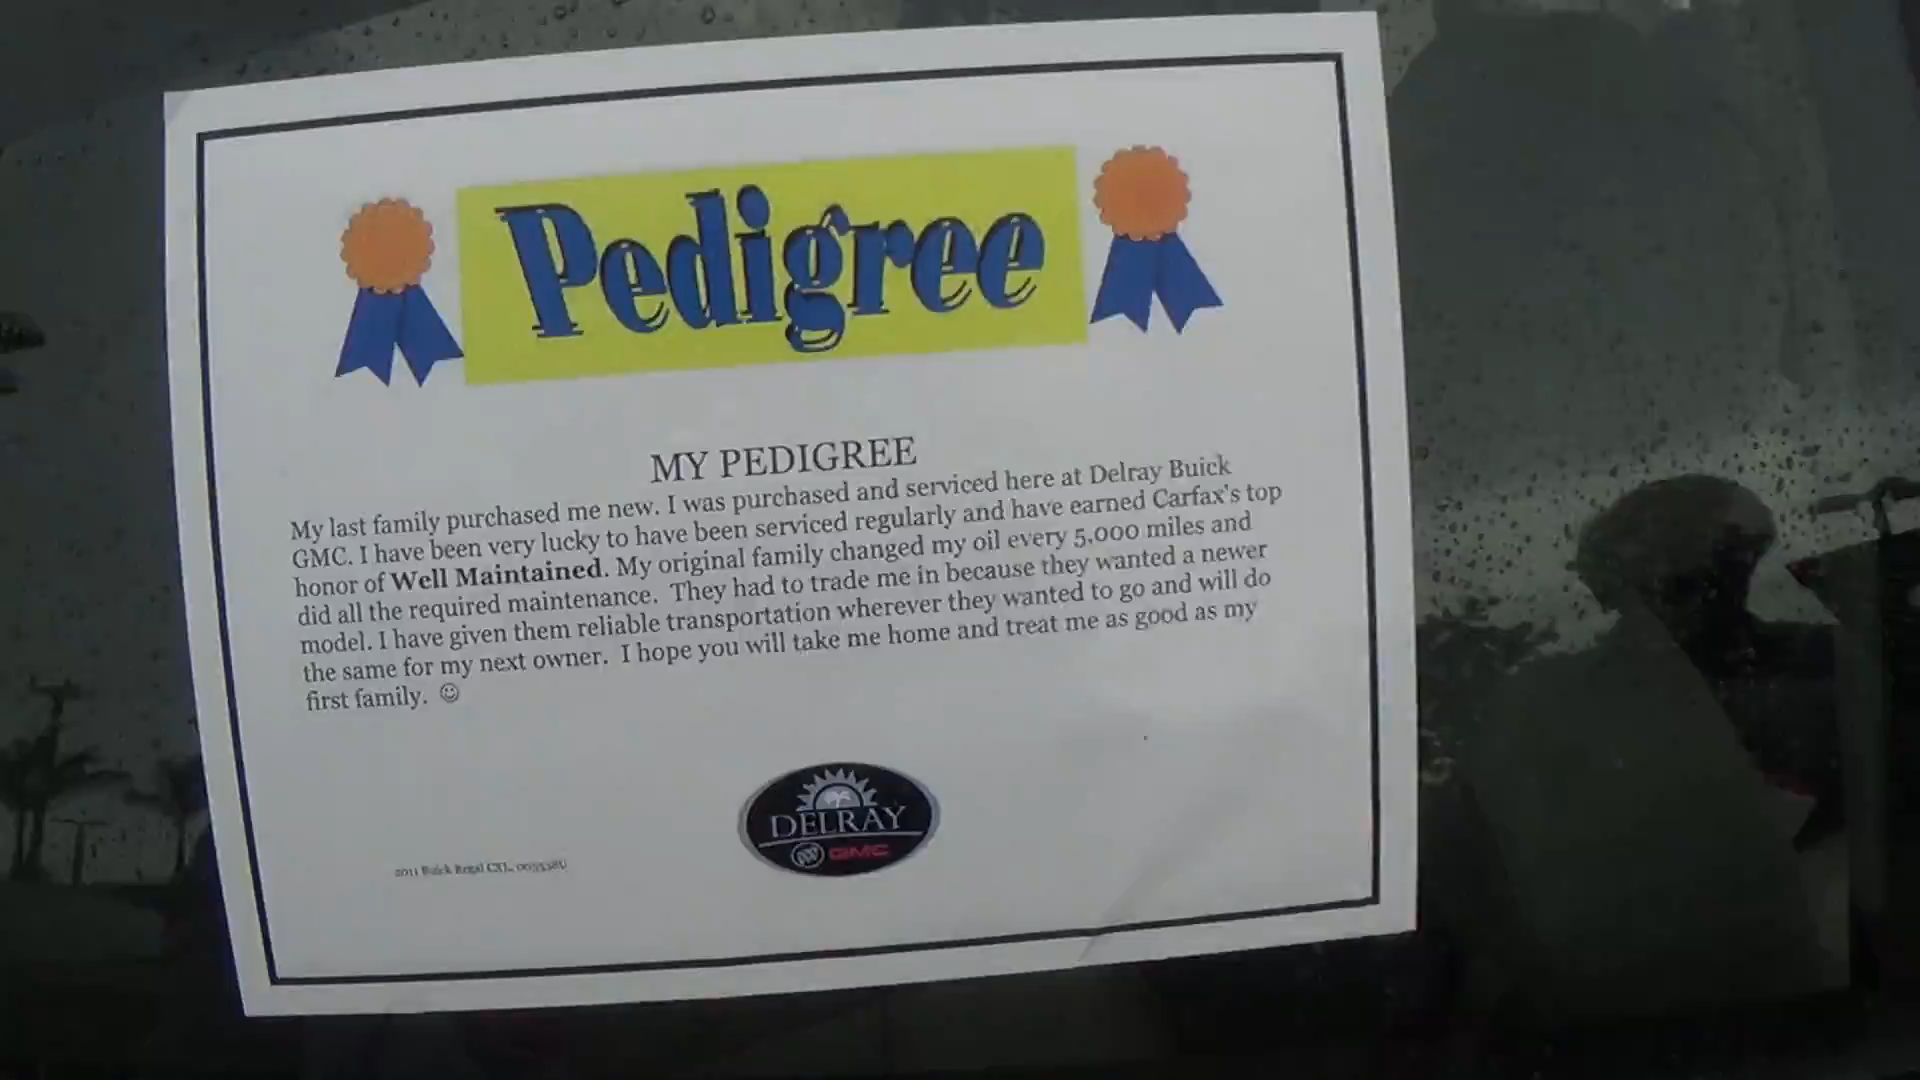 Pedigree
MY PEDIGREE
My last family purchased me new. I was purchased and serviced here at Delray Buick
GMC. I have been very lucky to have been serviced regularly and have earned Carfax's top
honor of Well Maintained. My original family changed my oil every 5,000 miles and
did all the required maintenance. They had to trade me in because they wanted a newer
model. I have given them reliable transportation wherever they wanted to go and will do
the same for my next owner. I hope you will take me home and treat me as good as my
first family. ☺
DELRAY
GMC
2011 Buick Regal CXL,